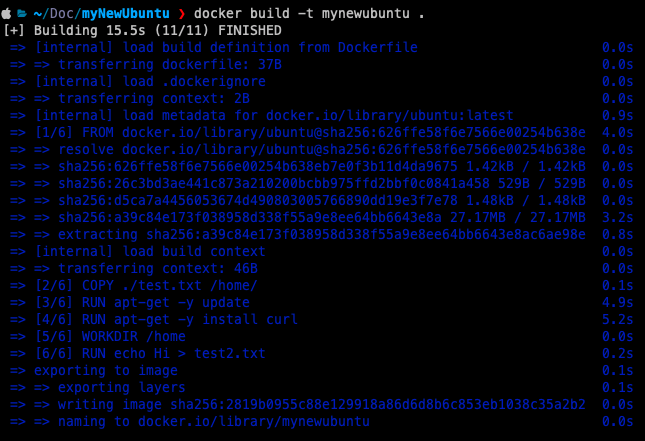 ~/Doc/myNewUbuntu ❯ docker build -t mynewubuntu .
[+] Building 15.5s (11/11) FINISHED
=> [internal] load build definition from Dockerfile 0.0s
=> => transferring dockerfile: 37B 0.0s
=> [internal] load .dockerignore 0.0s
=> => transferring context: 2B 0.0s
=> [internal] load metadata for docker.io/library/ubuntu:latest 0.9s
=> [1/6] FROM docker.io/library/ubuntu@sha256:626ffe58f6e7566e00254b638e 4.0s
=> => resolve docker.io/library/ubuntu@sha256:626ffe58f6e7566e00254b638e 0.0s
=> => sha256:626ffe58f6e7566e00254b638eb7e0f3b11d4da9675 1.42kB / 1.42kB 0.0s
=> => sha256:26c3bd3ae441c873a210200bcbb975ffd2bbf0c0841a458 529B / 529B 0.0s
=> => sha256:d5ca7a4456053674d490803005766890dd19e3f7e78 1.48kB / 1.48kB 0.0s
=> => sha256:a39c84e173f038958d338f55a9e8ee64bb6643e8a 27.17MB / 27.17MB 3.2s
=> => extracting sha256:a39c84e173f038958d338f55a9e8ee64bb6643e8ac6ae98e 0.8s
=> [internal] load build context 0.0s
=> => transferring context: 46B 0.0s
=> [2/6] COPY ./test.txt /home/ 0.1s
=> [3/6] RUN apt-get -y update 4.9s
=> [4/6] RUN apt-get -y install curl 5.2s
=> [5/6] WORKDIR /home 0.0s
=> [6/6] RUN echo Hi > test2.txt 0.2s
=> exporting to image 0.1s
=> => exporting layers 0.1s
=> => writing image sha256:2819b0955c88e129918a86d6d8b6c853eb1038c35a2b2 0.0s
=> => naming to docker.io/library/mynewubuntu 0.0s